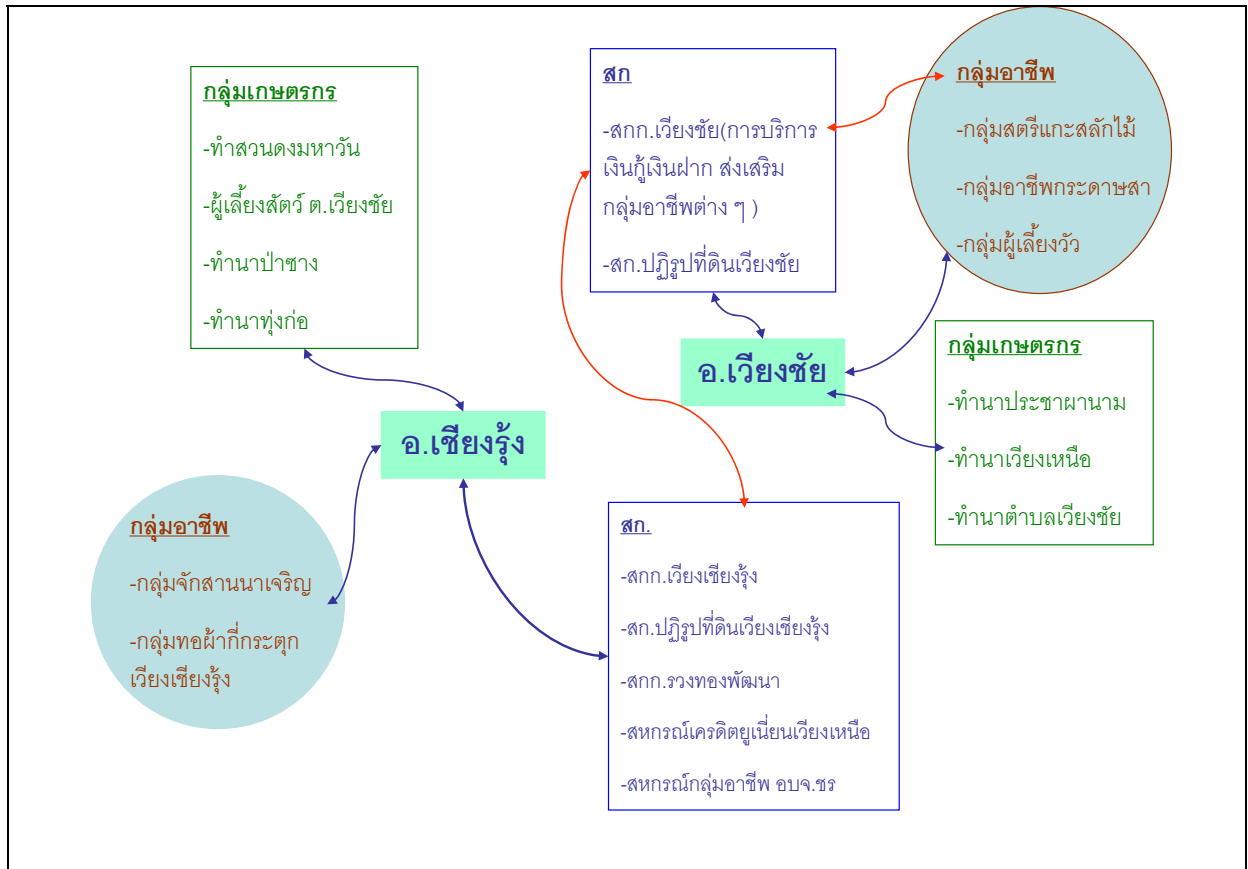 กลุ่มเกษตรกร
-ทำสวนดงมหาวัน
-ผู้เลี้ยงสัตว์ ต.เวียงชัย
-ทำนาป่าซาง
-ทำนาทุ่งก่อ
สก
-สกก.เวียงชัย(การบริการ
เงินกู้เงินฝาก ส่งเสริม
กลุ่มอาชีพต่าง ๆ )
-สก.ปฏิรูปที่ดินเวียงชัย
กลุ่มอาชีพ
-กลุ่มสตรีแกะสลักไม้
-กลุ่มอาชีพกระดาษสา
-กลุ่มผู้เลี้ยงวัว
อ.เวียงชัย
กลุ่มเกษตรกร
-ทำนาประชาผานาม
-ทำนาเวียงเหนือ
-ทำนาตำบลเวียงชัย
อ.เชียงรุ้ง
กลุ่มอาชีพ
-กลุ่มจักสานนาเจริญ
-กลุ่มทอผ้ากี่กระตุก
เวียงเชียงรุ้ง
สก.
-สกก.เวียงเชียงรุ้ง
-สก.ปฏิรูปที่ดินเวียงเชียงรุ้ง
-สกก.รวงทองพัฒนา
-สหกรณ์เครดิตยูเนี่ยนเวียงเหนือ
-สหกรณ์กลุ่มอาชีพ อบจ.ชร